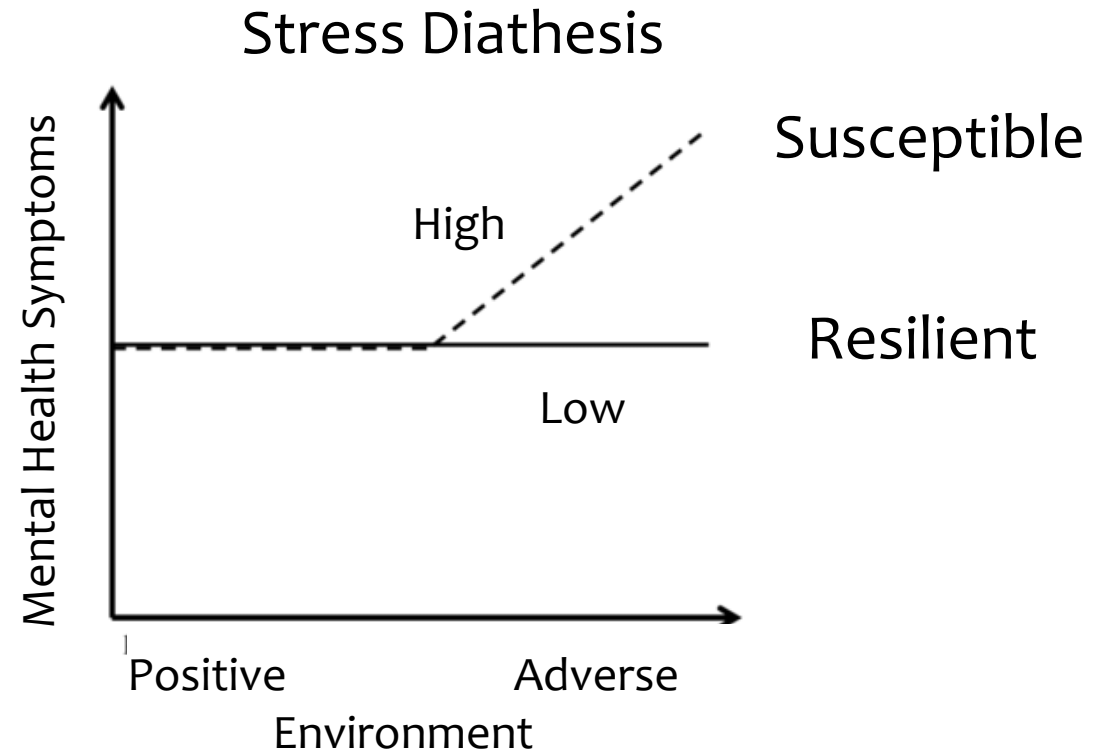 Stress Diathesis
Mental Health Symptoms
Susceptible
High
Resilient
Low
Positive
Adverse
Environment